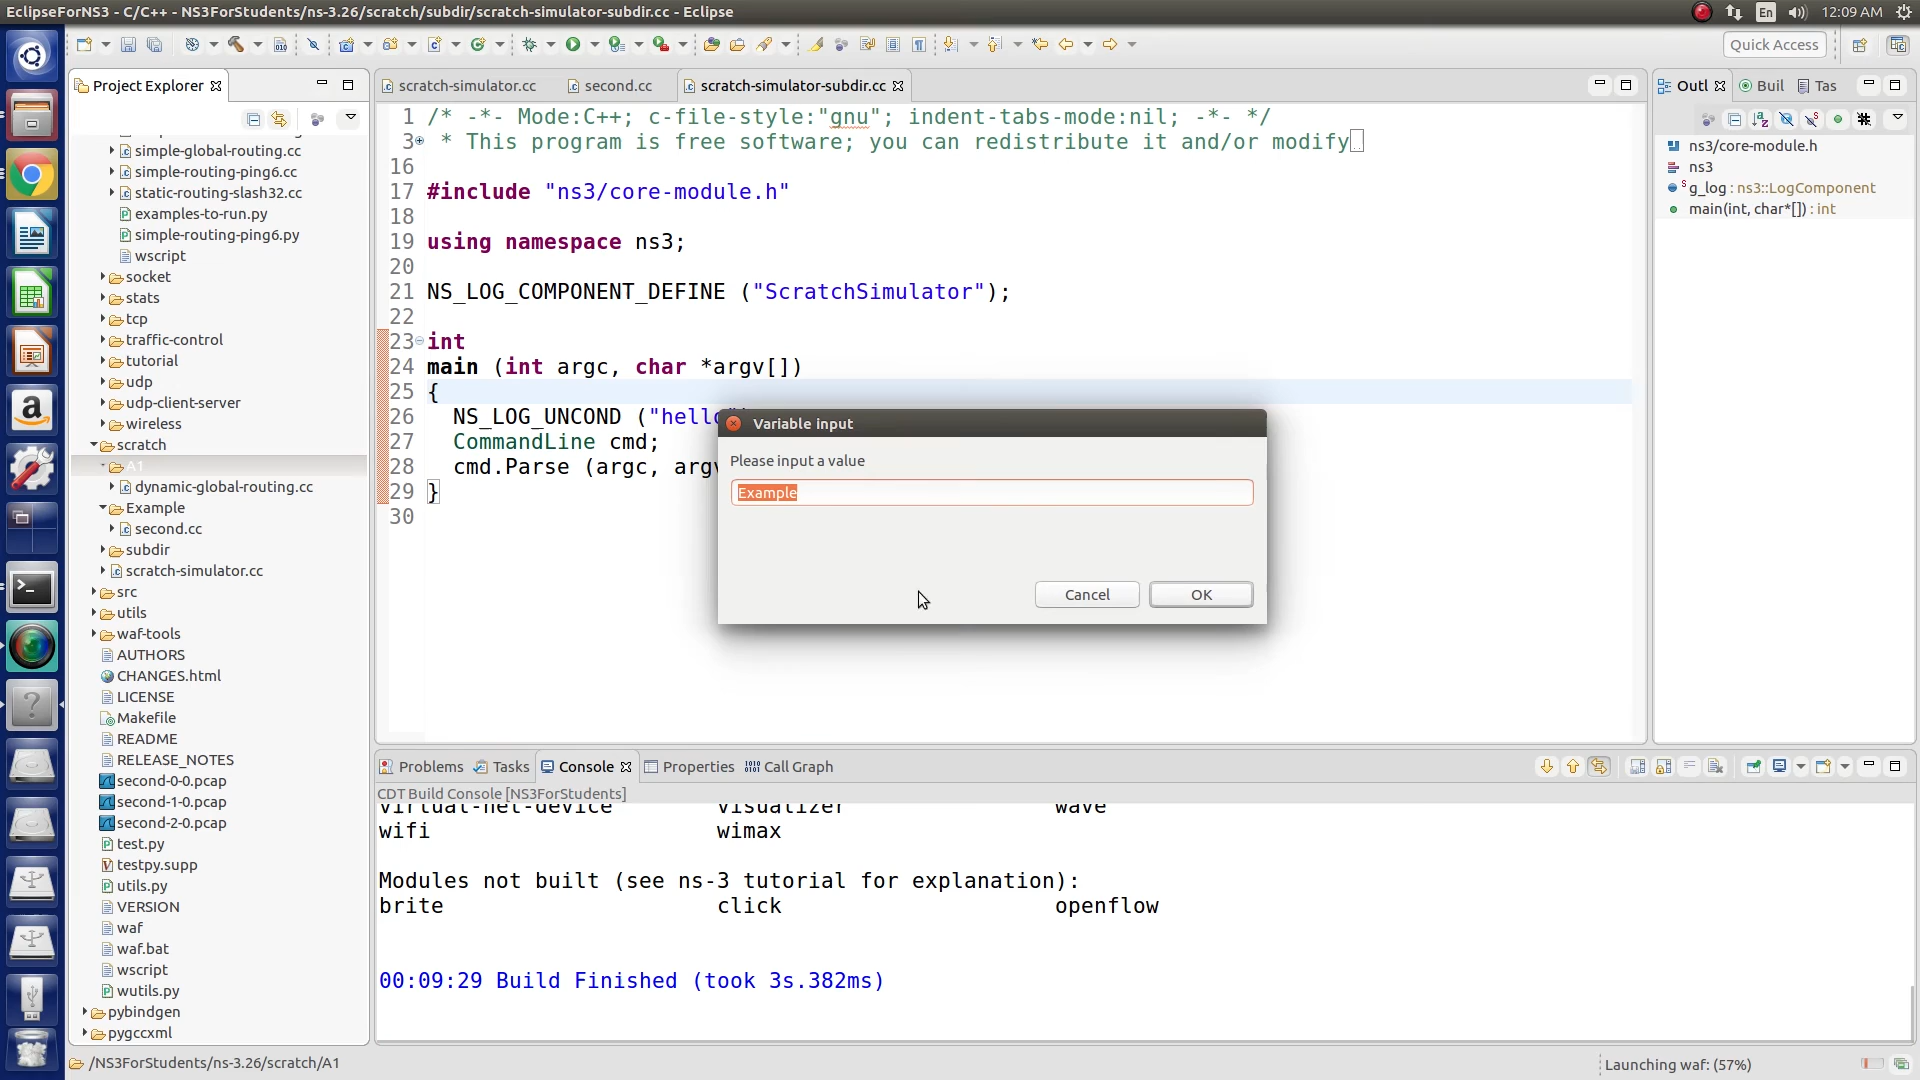 EclipseForNS3 - C/C++ - NS3ForStudents/ns-3.26/scratch/subdir/scratch-simulator-subdir.cc - Eclipse
En
12:09 AM
Quick Access
Project Explorer
simple-global-routing.cc
simple-routing-ping6.cc
static-routing-slash32.cc
examples-to-run.py
simple-routing-ping6.py
wscript
socket
stats
tcp
traffic-control
tutorial
udp
udp-client-server
wireless
scratch
A1
dynamic-global-routing.cc
Example
second.cc
subdir
scratch-simulator.cc
src
utils
waf-tools
AUTHORS
CHANGES.html
LICENSE
Makefile
README
RELEASE_NOTES
second-0-0.pcap
second-1-0.pcap
second-2-0.pcap
test.py
testpy.supp
utils.py
VERSION
waf
waf.bat
wscript
wutils.py
pybindgen
pygccxml
scratch-simulator.cc
second.cc
scratch-simulator-subdir.cc
1 /* -*- Mode:C++; c-file-style:"gnu"; indent-tabs-mode:nil; -*- */
3 * This program is free software; you can redistribute it and/or modify
16
17 #include "ns3/core-module.h"
18
19 using namespace ns3;
20
21 NS_LOG_COMPONENT_DEFINE ("ScratchSimulator");
22
23 int
24 main (int argc, char *argv[])
25 {
26 NS_LOG_UNCOND ("hello
27 CommandLine cmd;
28 cmd.Parse (argc, argv
29 }
30
Variable input
Please input a value
Example
Cancel
OK
Outl
Buil
Tas
ns3/core-module.h
ns3
g_log : ns3::LogComponent
main(int, char*[]) : int
Problems
Tasks
Console
Properties
Call Graph
CDT Build Console [NS3ForStudents]
virtual-net-device visualizer wave
wifi wimax
Modules not built (see ns-3 tutorial for explanation):
brite click openflow
00:09:29 Build Finished (took 3s.382ms)
/NS3ForStudents/ns-3.26/scratch/A1
Launching waf: (57%)